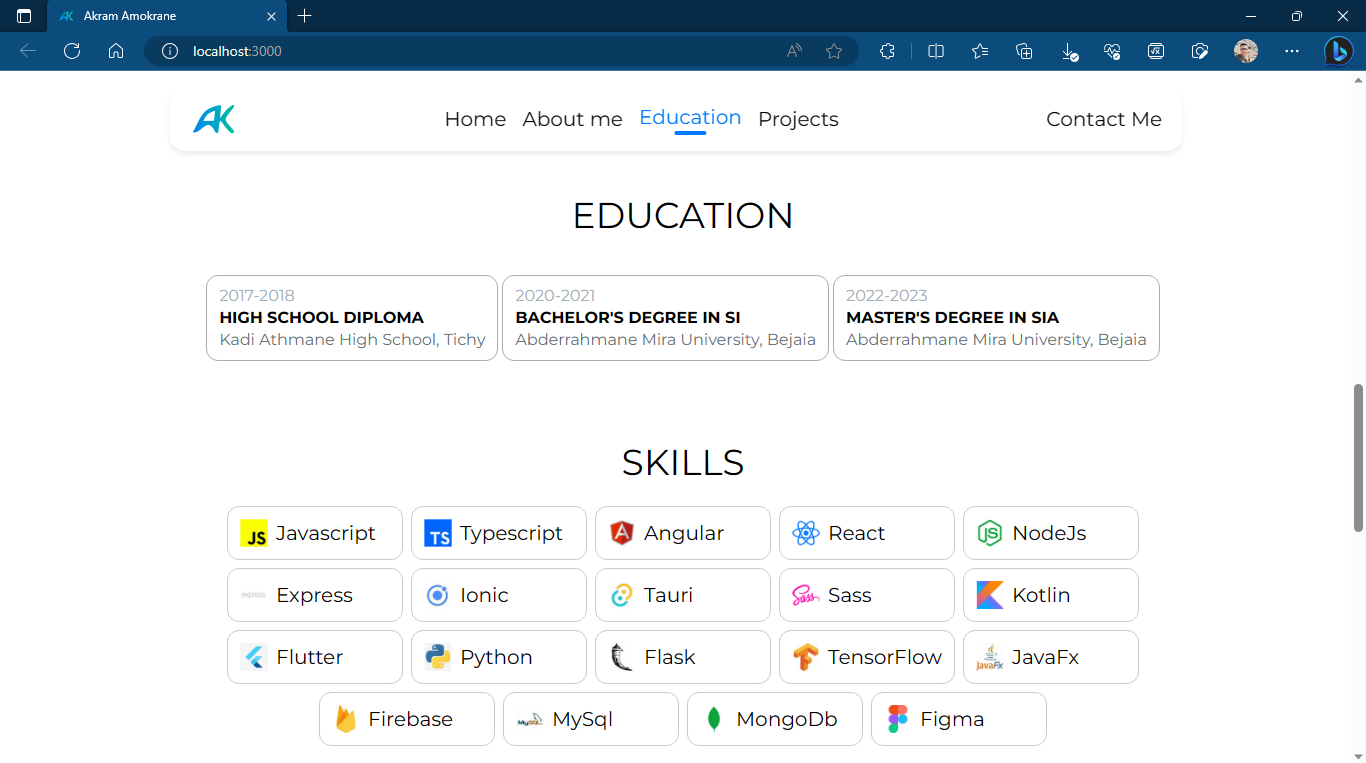 Akram Amokrane
localhost:3000
AK
Home About me Education Projects Contact Me
EDUCATION
2017-2018
HIGH SCHOOL DIPLOMA
Kadi Athmane High School, Tichy
2020-2021
BACHELOR'S DEGREE IN SI
Abderrahmane Mira University, Bejaia
2022-2023
MASTER'S DEGREE IN SIA
Abderrahmane Mira University, Bejaia
SKILLS
JS Javascript TS Typescript Angular React NodeJs
express Express Ionic Tauri Sass Sass Kotlin
Flutter Python Flask TensorFlow JavaFx JavaFx
Firebase MySql MySql MongoDb Figma